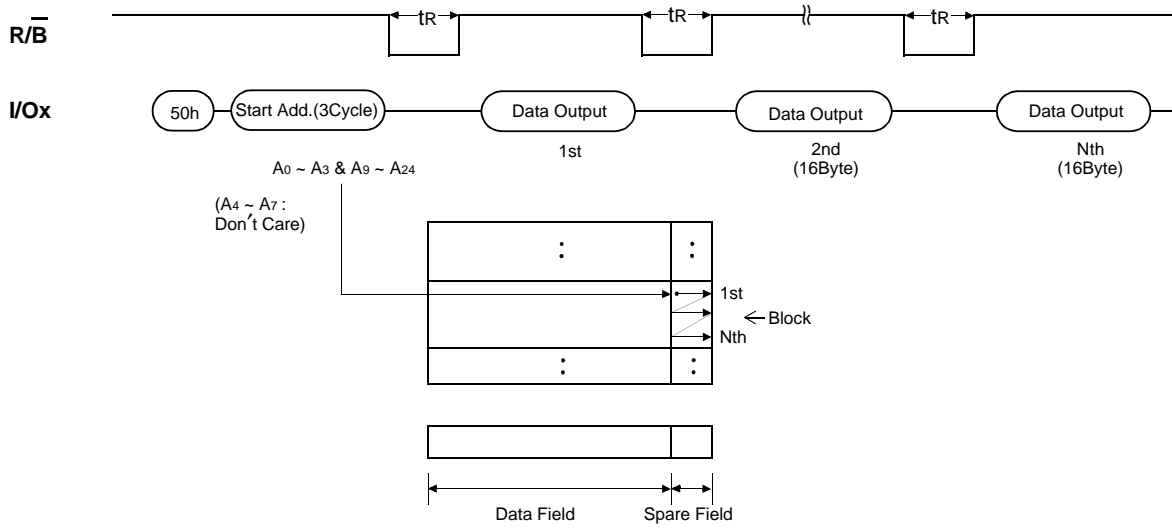 tR tR tR
R/B
I/Ox
50h Start Add.(3Cycle) Data Output Data Output Data Output
1st 2nd Nth
(16Byte) (16Byte)
A0 ~ A3 & A9 ~ A24
(A4 ~ A7 :
Don′t Care)
1st
Block
Nth
Data Field Spare Field